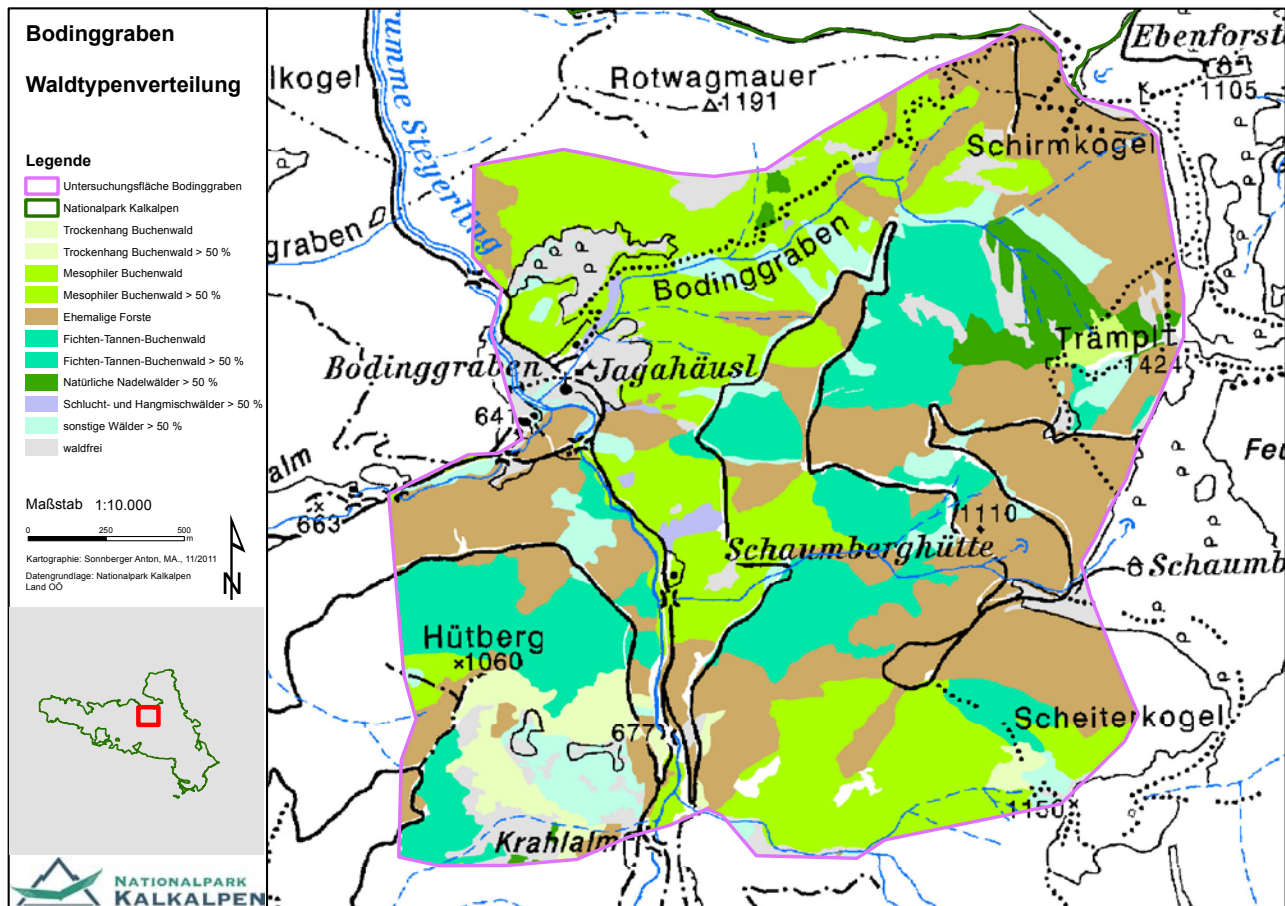 Bodinggraben
Waldtypenverteilung
Legende
Untersuchungsfläche Bodinggraben
Nationalpark Kalkalpen
Trockenhang Buchenwald
Trockenhang Buchenwald > 50 %
Mesophiler Buchenwald
Mesophiler Buchenwald > 50 %
Ehemalige Forste
Fichten-Tannen-Buchenwald
Fichten-Tannen-Buchenwald > 50 %
Natürliche Nadelwälder > 50 %
Schlucht- und Hangmischwälder > 50 %
sonstige Wälder > 50 %
waldfrei
Maßstab 1:10.000
0 250 500
m
Kartographie: Sonnberger Anton, MA., 11/2011
Datengrundlage: Nationalpark Kalkalpen
Land OÖ
N
NATIONALPARK
KALKALPEN
lkogel
umme Steyerling
Rotwagmauer
1191
Ebenforst
1105
Schirmkogel
graben
Bodinggraben
Trämplt
1424
Bodinggraben
Jagahäusl
641
alm
663
1110
Schaumberghütte
Schaumb
Feu
Hütberg
1060
677
Scheiterkogel
1150
Krahlalm